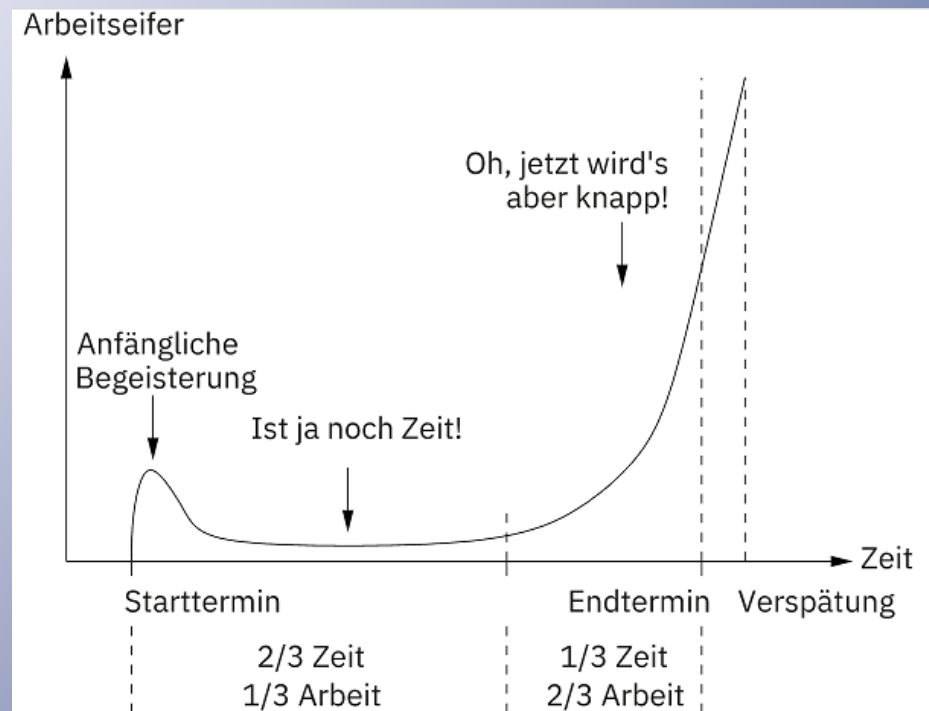 Arbeitseifer
Oh, jetzt wird's
aber knapp!
Anfängliche
Begeisterung
Ist ja noch Zeit!
Zeit
Starttermin
Endtermin
Verspätung
2/3 Zeit
1/3 Arbeit
1/3 Zeit
2/3 Arbeit